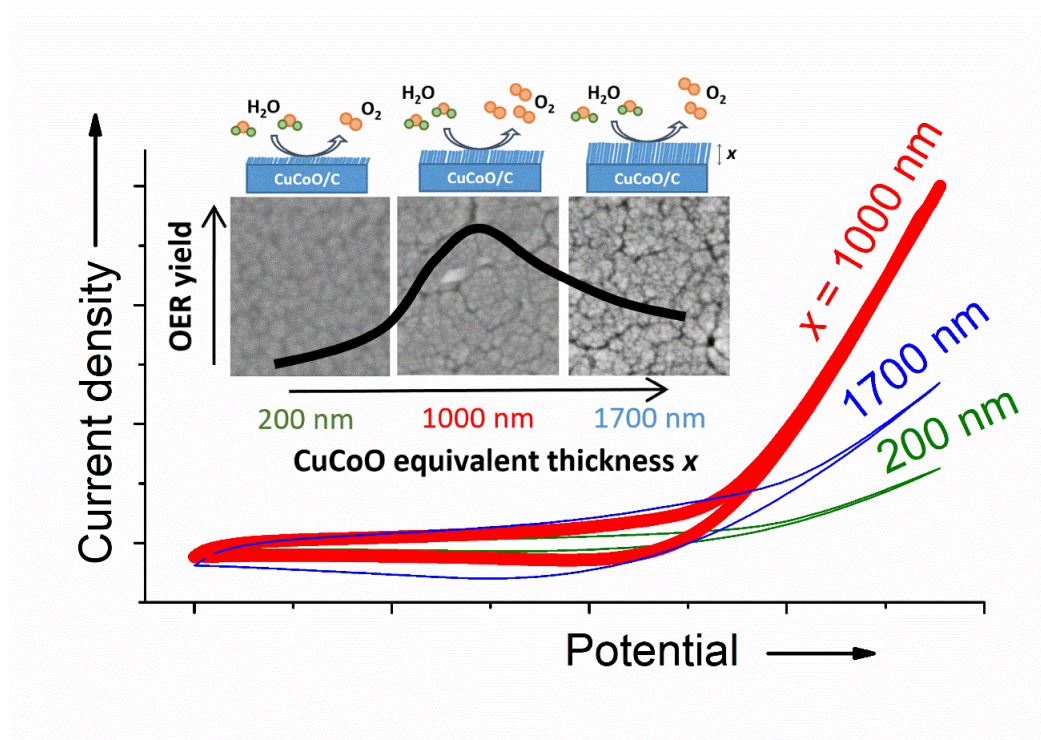 H₂O
O₂
H₂O
O₂
H₂O
O₂
x
CuCoO/C
CuCoO/C
CuCoO/C
OER yield
200 nm
1000 nm
1700 nm
CuCoO equivalent thickness x
x = 1000 nm
1700 nm
200 nm
Current density
Potential